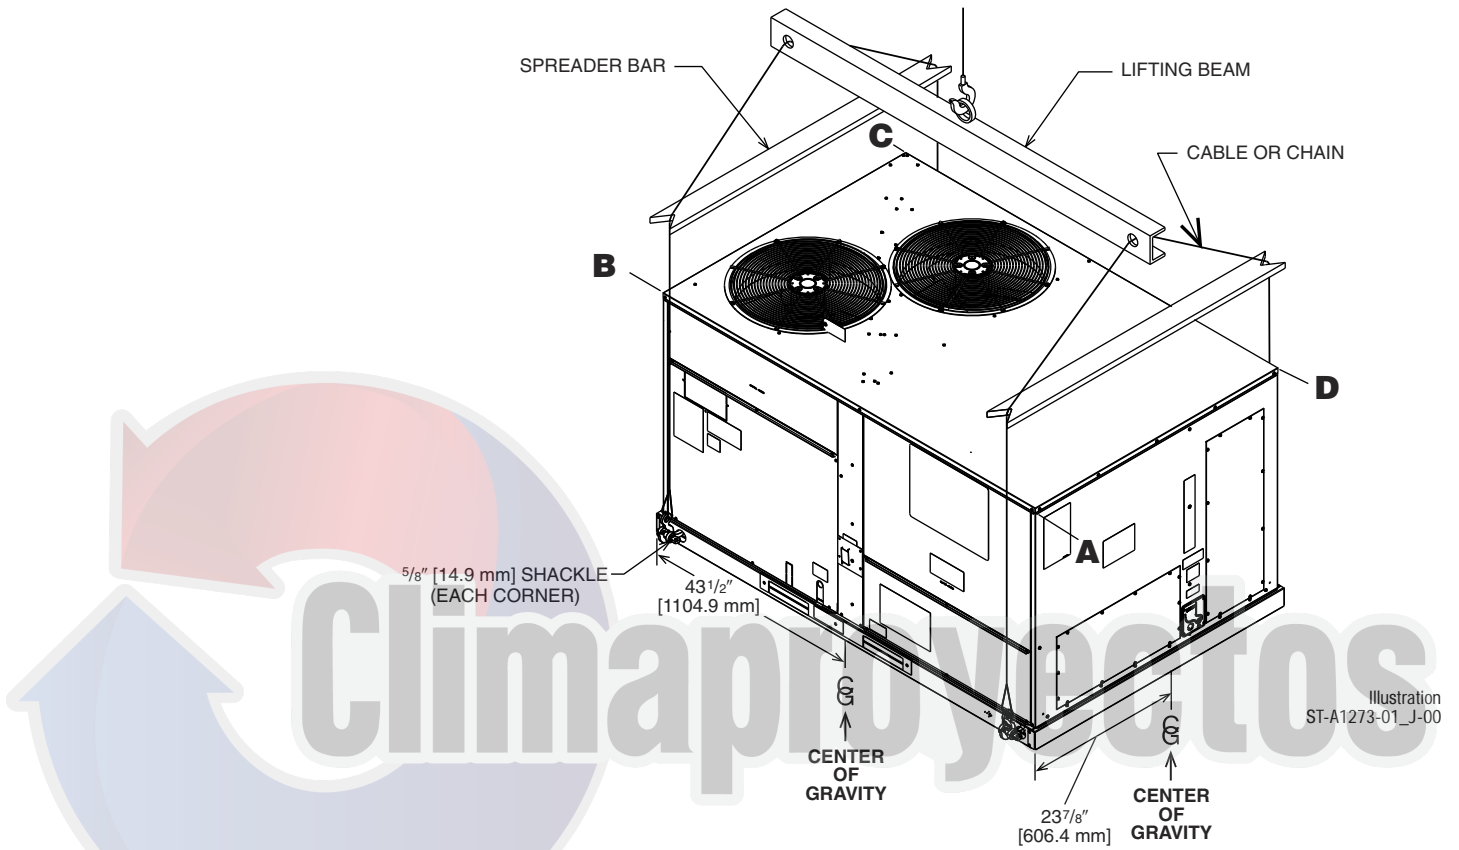 SPREADER BAR
LIFTING BEAM
C
CABLE OR CHAIN
B
D
A
5/8″ [14.9 mm] SHACKLE
(EACH CORNER)
43 1/2″
[1104.9 mm]
Climaproyectos
Illustration
ST-A1273-01_J-00
CG
CENTER
OF
GRAVITY
CG
CENTER
OF
GRAVITY
23 7/8″
[606.4 mm]